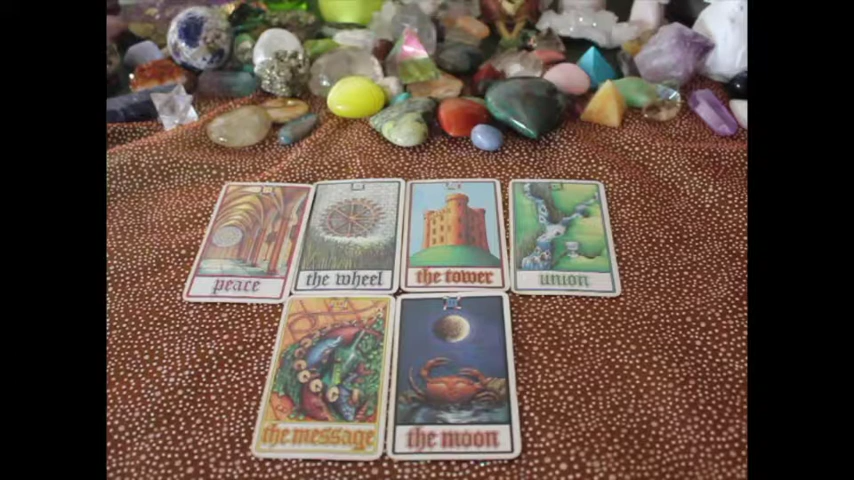 peace
the wheel
the tower
union
the message
the moon